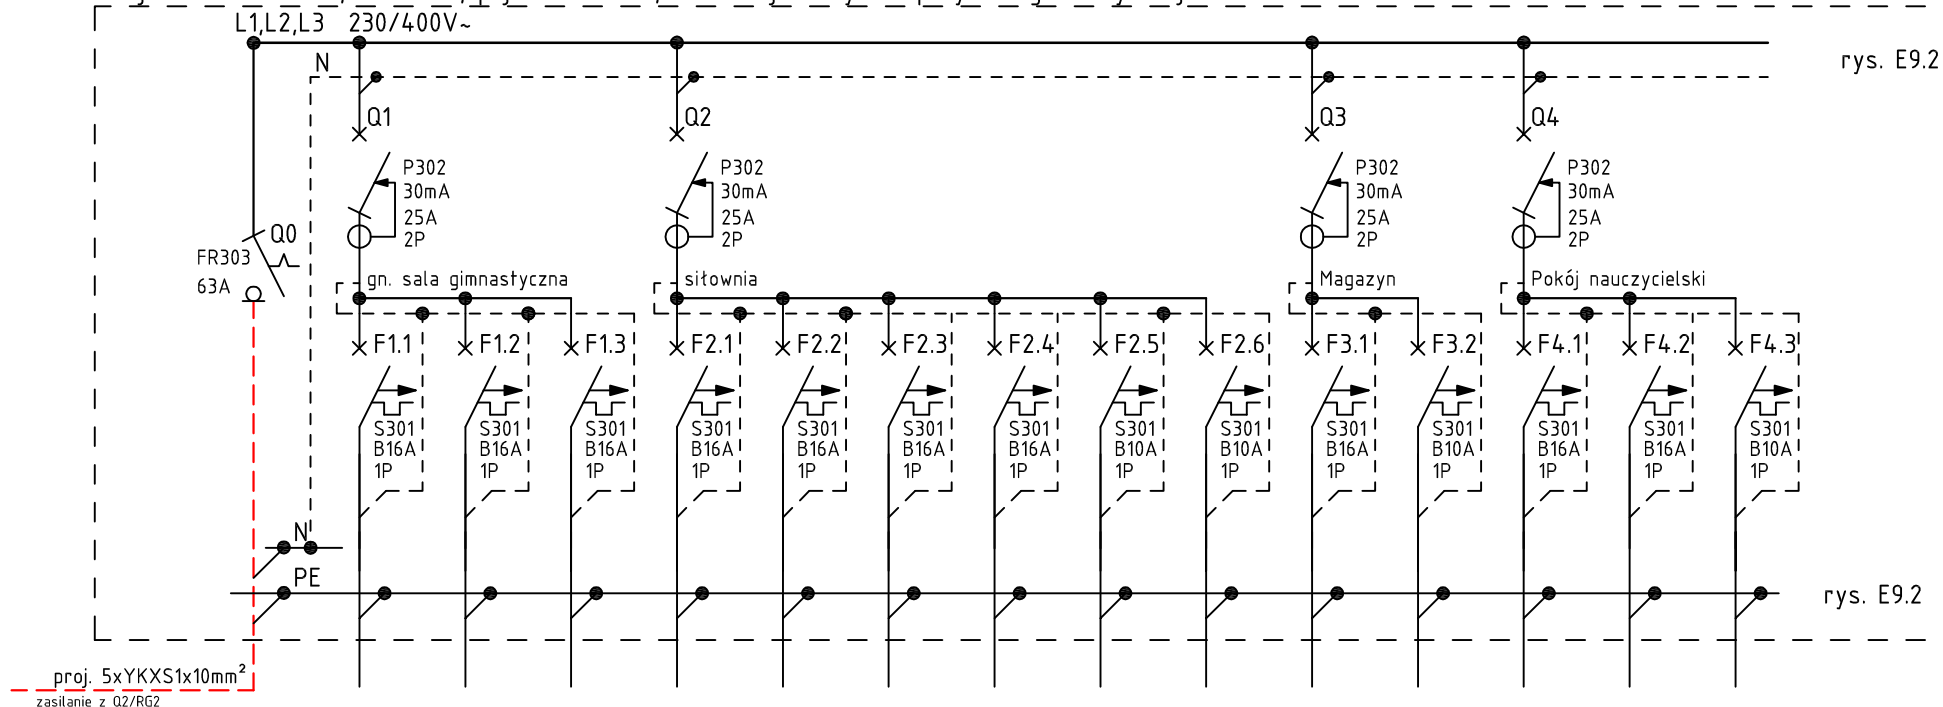 L1,L2,L3 230/400V~
rys. E9.2
N
Q1
Q2
Q3
Q4
P302
30mA
25A
2P
P302
30mA
25A
2P
P302
30mA
25A
2P
P302
30mA
25A
2P
Q0
FR303
63A
gn. sala gimnastyczna
siłownia
Magazyn
Pokój nauczycielski
F1.1
F1.2
F1.3
F2.1
F2.2
F2.3
F2.4
F2.5
F2.6
F3.1
F3.2
F4.1
F4.2
F4.3
S301
B16A
1P
S301
B16A
1P
S301
B16A
1P
S301
B16A
1P
S301
B16A
1P
S301
B16A
1P
S301
B16A
1P
S301
B10A
1P
S301
B10A
1P
S301
B16A
1P
S301
B10A
1P
S301
B16A
1P
S301
B16A
1P
S301
B10A
1P
N
PE
rys. E9.2
proj. 5xYKXS1x10mm²
zasilanie z Q2/RG2